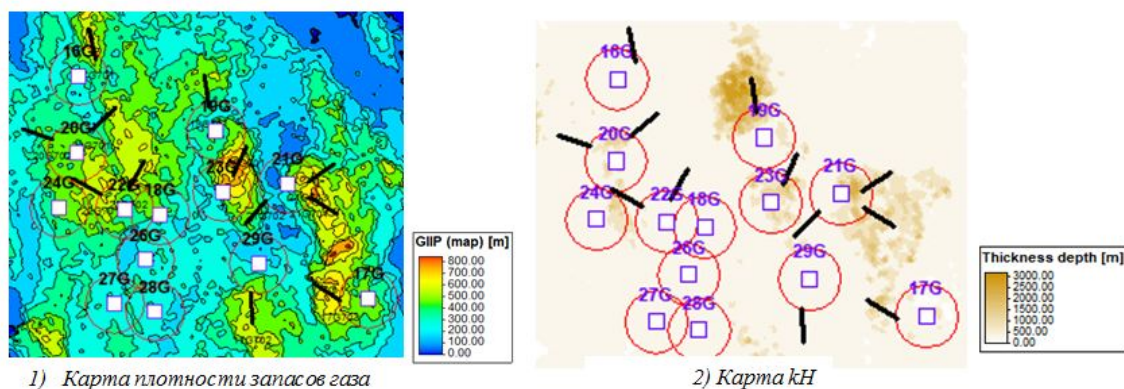 16G
19G
20G
23G
21G
24G
22G
18G
26G
29G
27G
28G
17G
GIIP (map) [m]
800.00
700.00
600.00
500.00
400.00
300.00
200.00
100.00
0.00
1) Карта плотности запасов газа
16G
19G
20G
21G
23G
24G
22G
18G
26G
29G
27G
28G
17G
Thickness depth [m]
3000.00
2500.00
2000.00
1500.00
1000.00
500.00
0.00
2) Карта kH